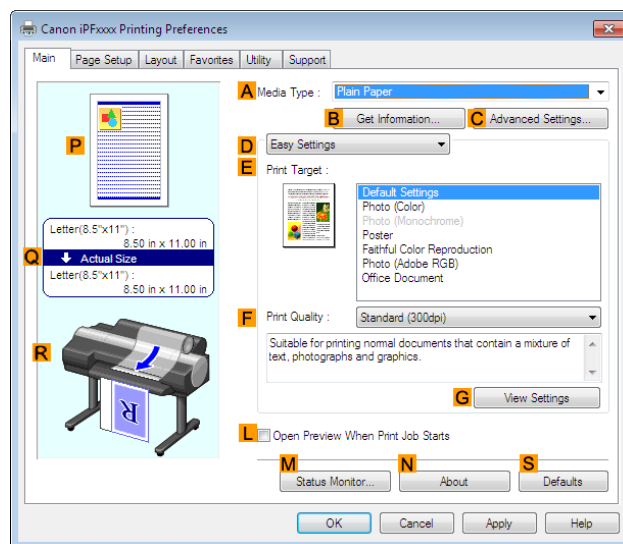 Canon iPFxxxx Printing Preferences
Main Page Setup Layout Favorites Utility Support
A Media Type : Plain Paper
B Get Information... C Advanced Settings...
D Easy Settings
E Print Target :
Default Settings
Photo (Color)
Photo (Monochrome)
Poster
Faithful Color Reproduction
Photo (Adobe RGB)
Office Document
F Print Quality : Standard (300dpi)
Suitable for printing normal documents that contain a mixture of
text, photographs and graphics.
G View Settings
P
Letter(8.5"x11") :
8.50 in x 11.00 in
Q Actual Size
Letter(8.5"x11") :
8.50 in x 11.00 in
R
R
L Open Preview When Print Job Starts
M Status Monitor... N About S Defaults
OK Cancel Apply Help